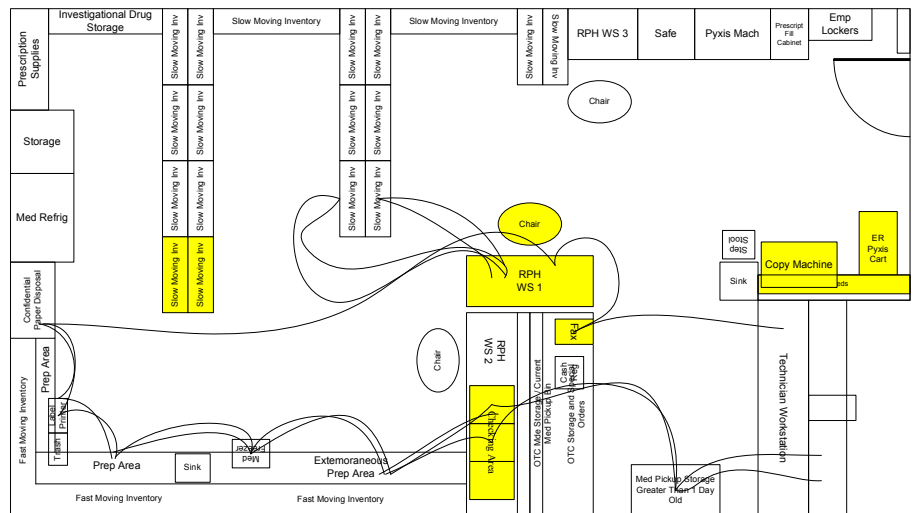 Investigational Drug
Storage
Slow Moving Inventory
Slow Moving Inventory
Emp
Lockers
Prescription
Supplies
Slow Moving Inv
Slow Moving Inv
Slow Moving Inv
Slow Moving Inv
Slow Moving Inv
Slow Moving Inv
RPH WS 3
Safe
Pyxis Mach
Prescript
Fill
Cabinet
Chair
Slow Moving Inv
Slow Moving Inv
Slow Moving Inv
Slow Moving Inv
Storage
Slow Moving Inv
Slow Moving Inv
Slow Moving Inv
Slow Moving Inv
Med Refrig
Chair
Slow Moving Inv
Slow Moving Inv
Step
Stool
ER
Pyxis
Cart
Copy Machine
Confidential
Paper Disposal
RPH
WS 1
Sink
eds
Fax
RPH
WS 2
Chair
Prep Area
Cash
Reg
OTC Mde Storage/ Current
Med Pickup Bin
OTC Storage and Special
Orders
Technician Workstation
Fast Moving Inventory
Label
Printer
Checking Area
Trash
Prep Area
Sink
Med
Freezer
Extemoraneous
Prep Area
Med Pickup Storage
Greater Than 1 Day
Old
Fast Moving Inventory
Fast Moving Inventory